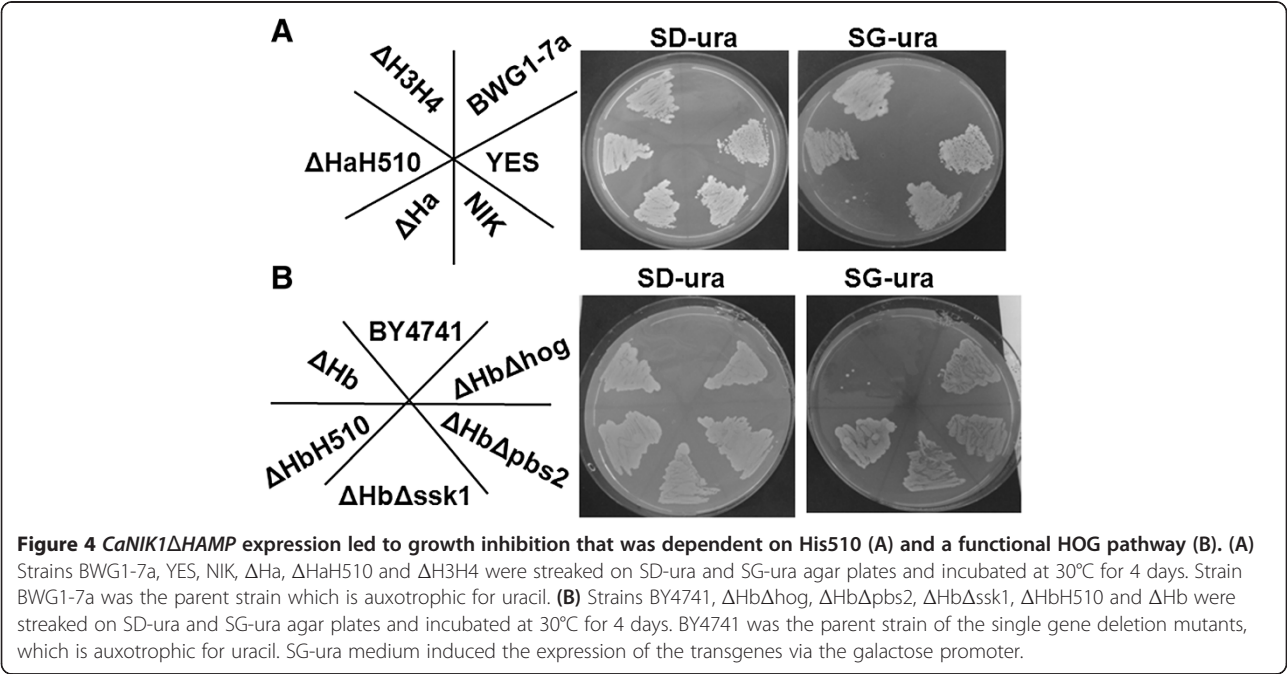 A
SD-ura
SG-ura
ΔH3H4
BWG1-7a
ΔHaH510
YES
ΔHa
NIK
B
SD-ura
SG-ura
BY4741
ΔHb
ΔHbΔhog
ΔHbH510
ΔHbΔpbs2
ΔHbΔssk1
Figure 4 CaNIK1ΔHAMP expression led to growth inhibition that was dependent on His510 (A) and a functional HOG pathway (B). (A)
Strains BWG1-7a, YES, NIK, ΔHa, ΔHaH510 and ΔH3H4 were streaked on SD-ura and SG-ura agar plates and incubated at 30°C for 4 days. Strain
BWG1-7a was the parent strain which is auxotrophic for uracil. (B) Strains BY4741, ΔHbΔhog, ΔHbΔpbs2, ΔHbΔssk1, ΔHbH510 and ΔHb were
streaked on SD-ura and SG-ura agar plates and incubated at 30°C for 4 days. BY4741 was the parent strain of the single gene deletion mutants,
which is auxotrophic for uracil. SG-ura medium induced the expression of the transgenes via the galactose promoter.